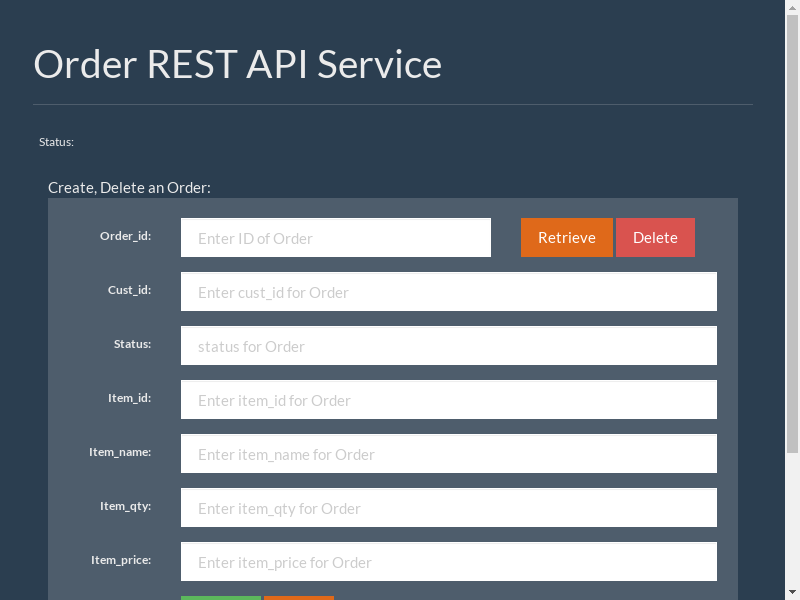 Order REST API Service
Status:
Create, Delete an Order:
Order_id: Enter ID of Order Retrieve Delete
Cust_id: Enter cust_id for Order
Status: status for Order
Item_id: Enter item_id for Order
Item_name: Enter item_name for Order
Item_qty: Enter item_qty for Order
Item_price: Enter item_price for Order